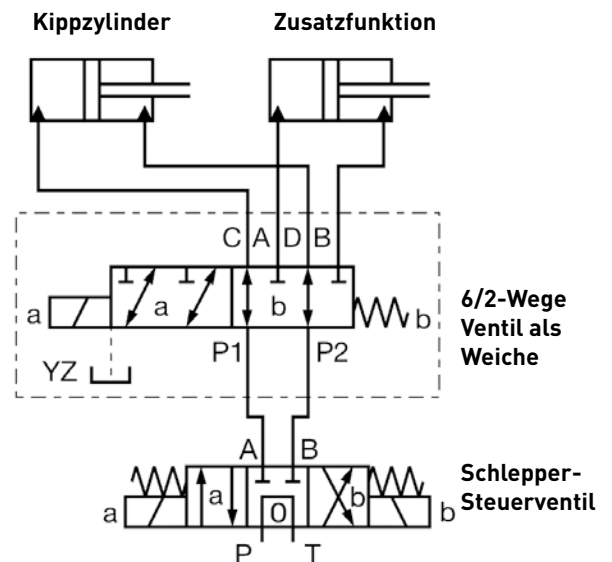 Kippzylinder Zusatzfunktion
C A D B
a a b b
6/2-Wege
Ventil als
Weiche
P1 P2
YZ
A B
Schlepper-
Steuerventil
a a 0 b b
P T